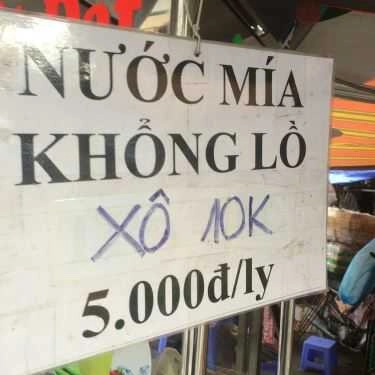 NƯỚC MÍA
KHỔNG LỒ
XÔ 10K
5.000đ/ly